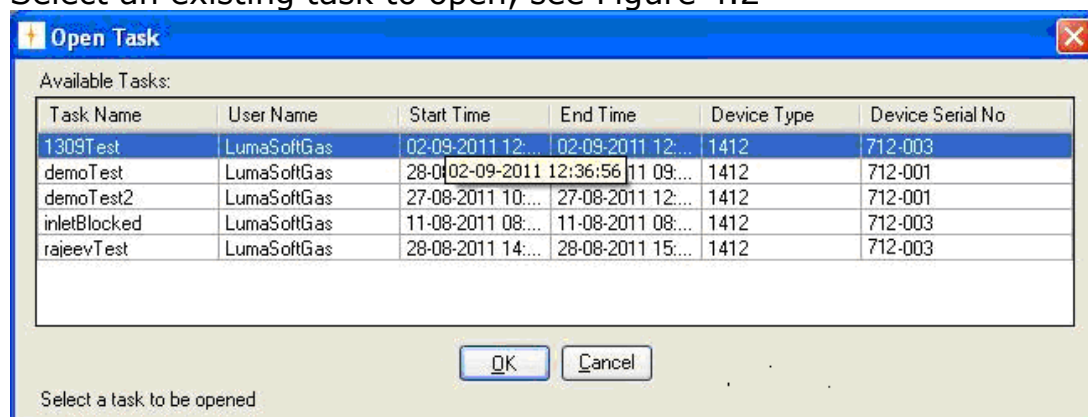 Select an existing task to open, see Figure 4.2
Open Task
Available Tasks:
Task Name User Name Start Time End Time Device Type Device Serial No
1309Test LumaSoftGas 02-09-2011 12:... 02-09-2011 12:... 1412 712-003
demoTest LumaSoftGas 28-0 02-09-2011 12:36:56 11 09:... 1412 712-001
demoTest2 LumaSoftGas 27-08-2011 10:... 27-08-2011 12:... 1412 712-001
inletBlocked LumaSoftGas 11-08-2011 08:... 11-08-2011 08:... 1412 712-003
rajeevTest LumaSoftGas 28-08-2011 14:... 28-08-2011 15:... 1412 712-003
OK Cancel
Select a task to be opened